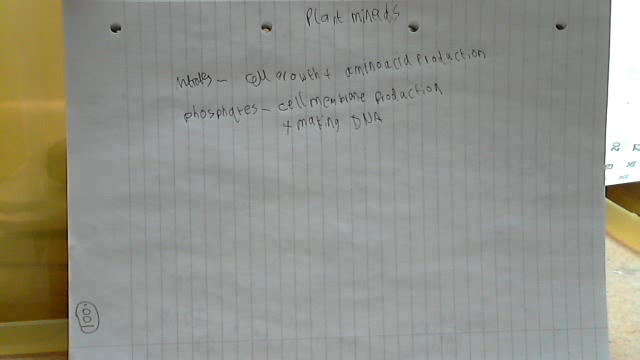 Plant minerals
nitrates - cell growth + amino acid production
phosphates - cell membrane production
+ making DNA